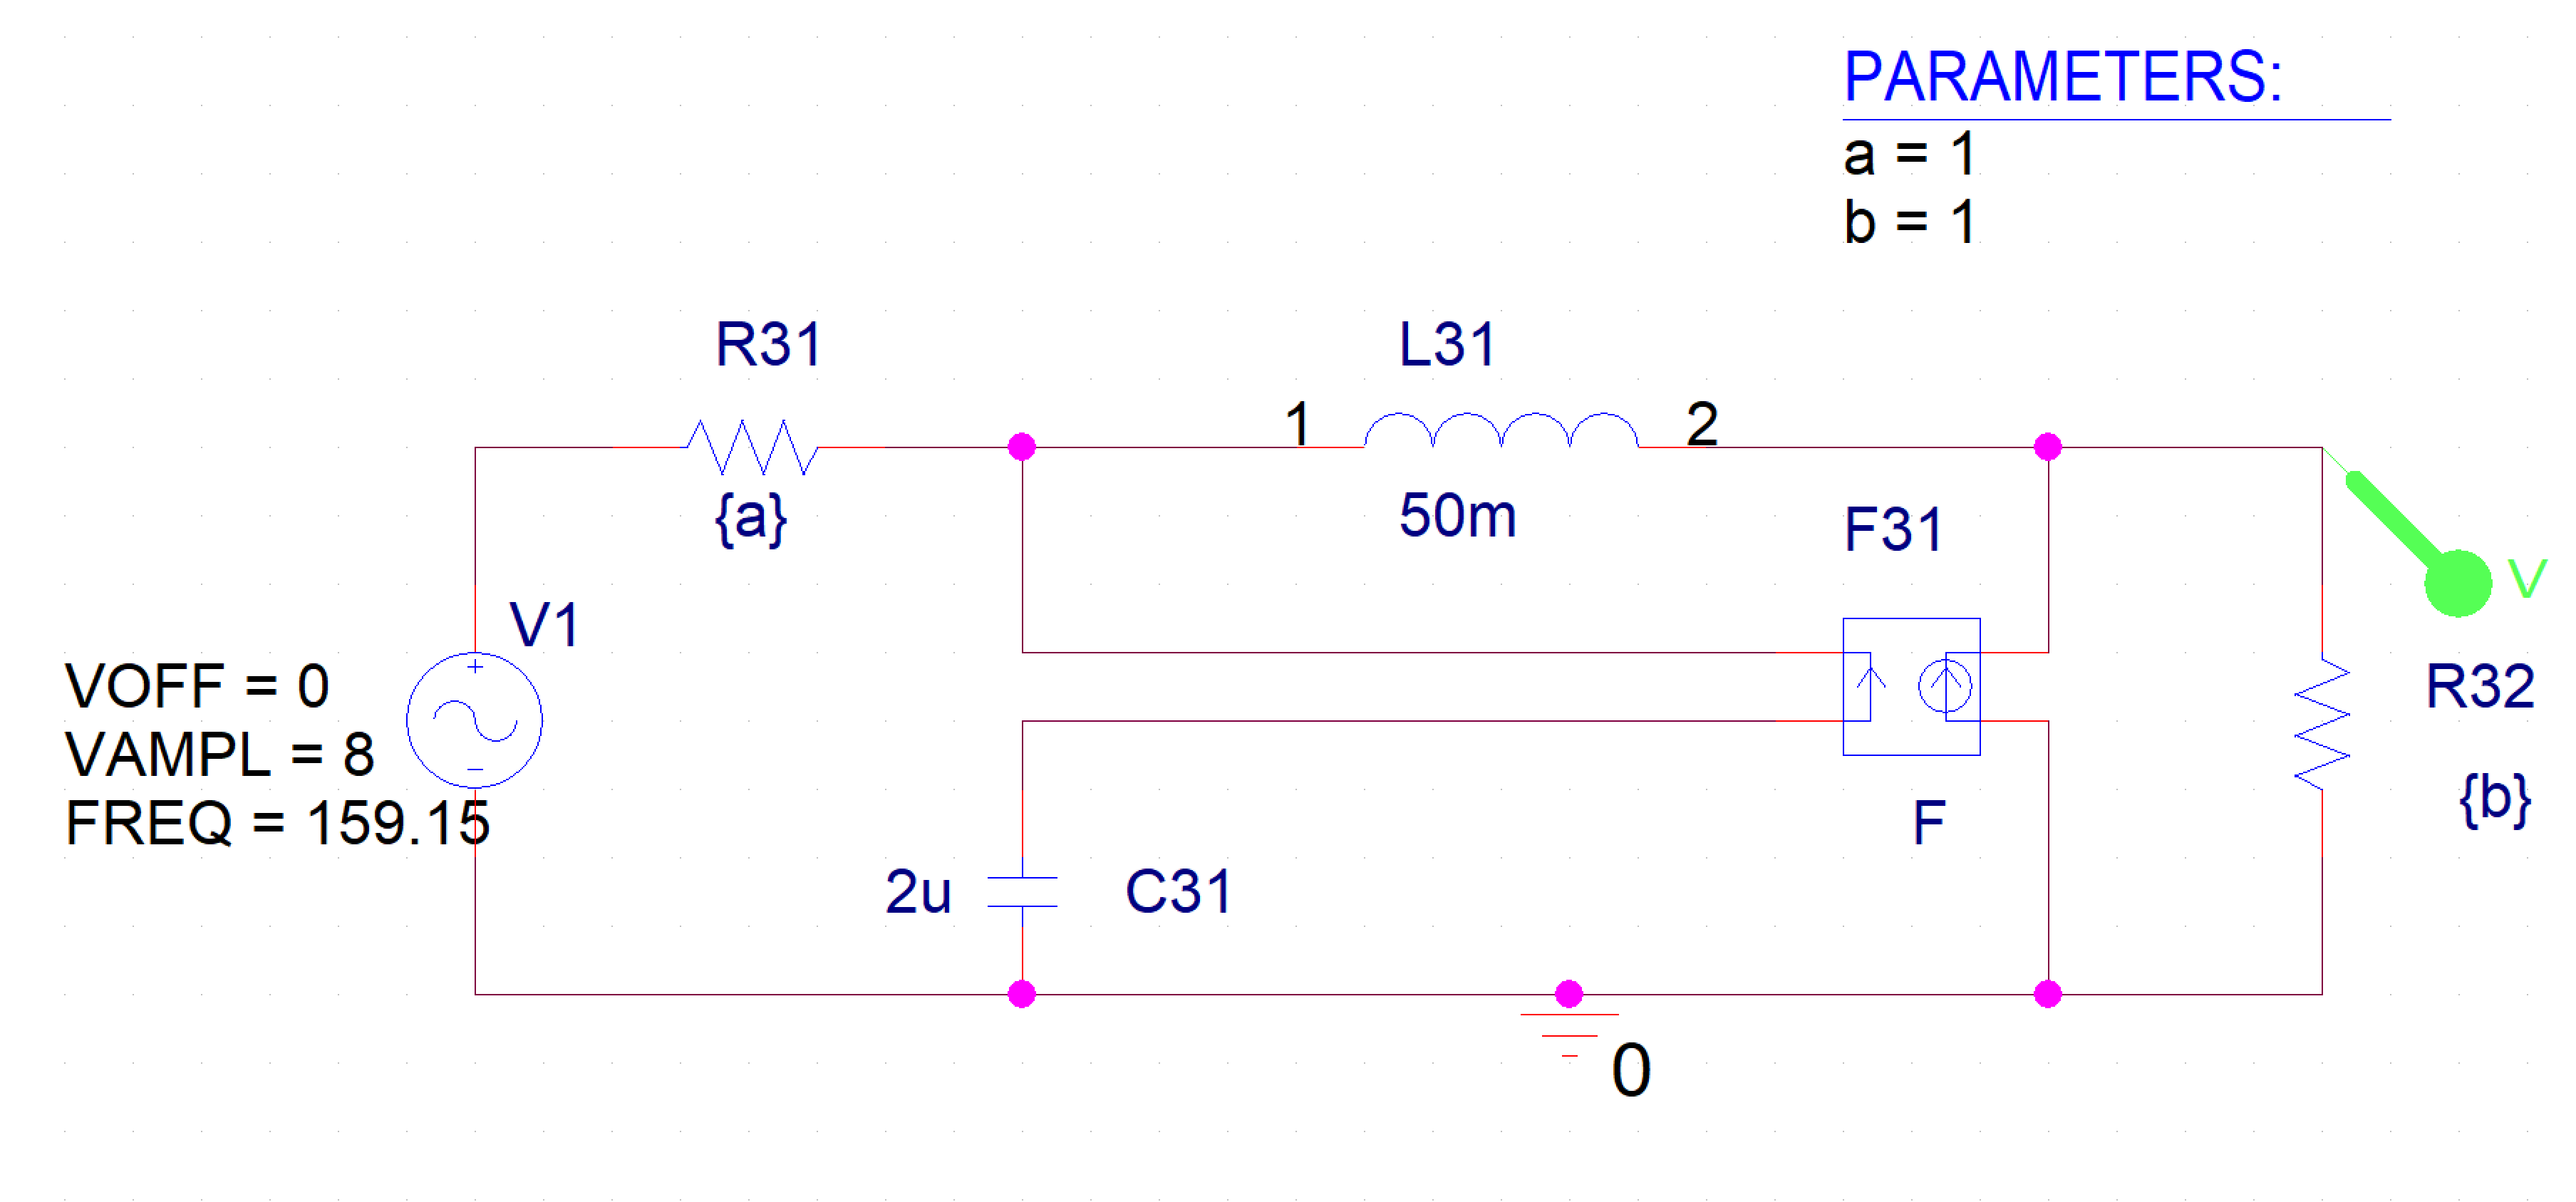 PARAMETERS:
a = 1
b = 1
R31
{a}
L31
1
2
50m
F31
F
V1
VOFF = 0
VAMPL = 8
FREQ = 159.15
+
−
V
R32
{b}
2u
C31
0